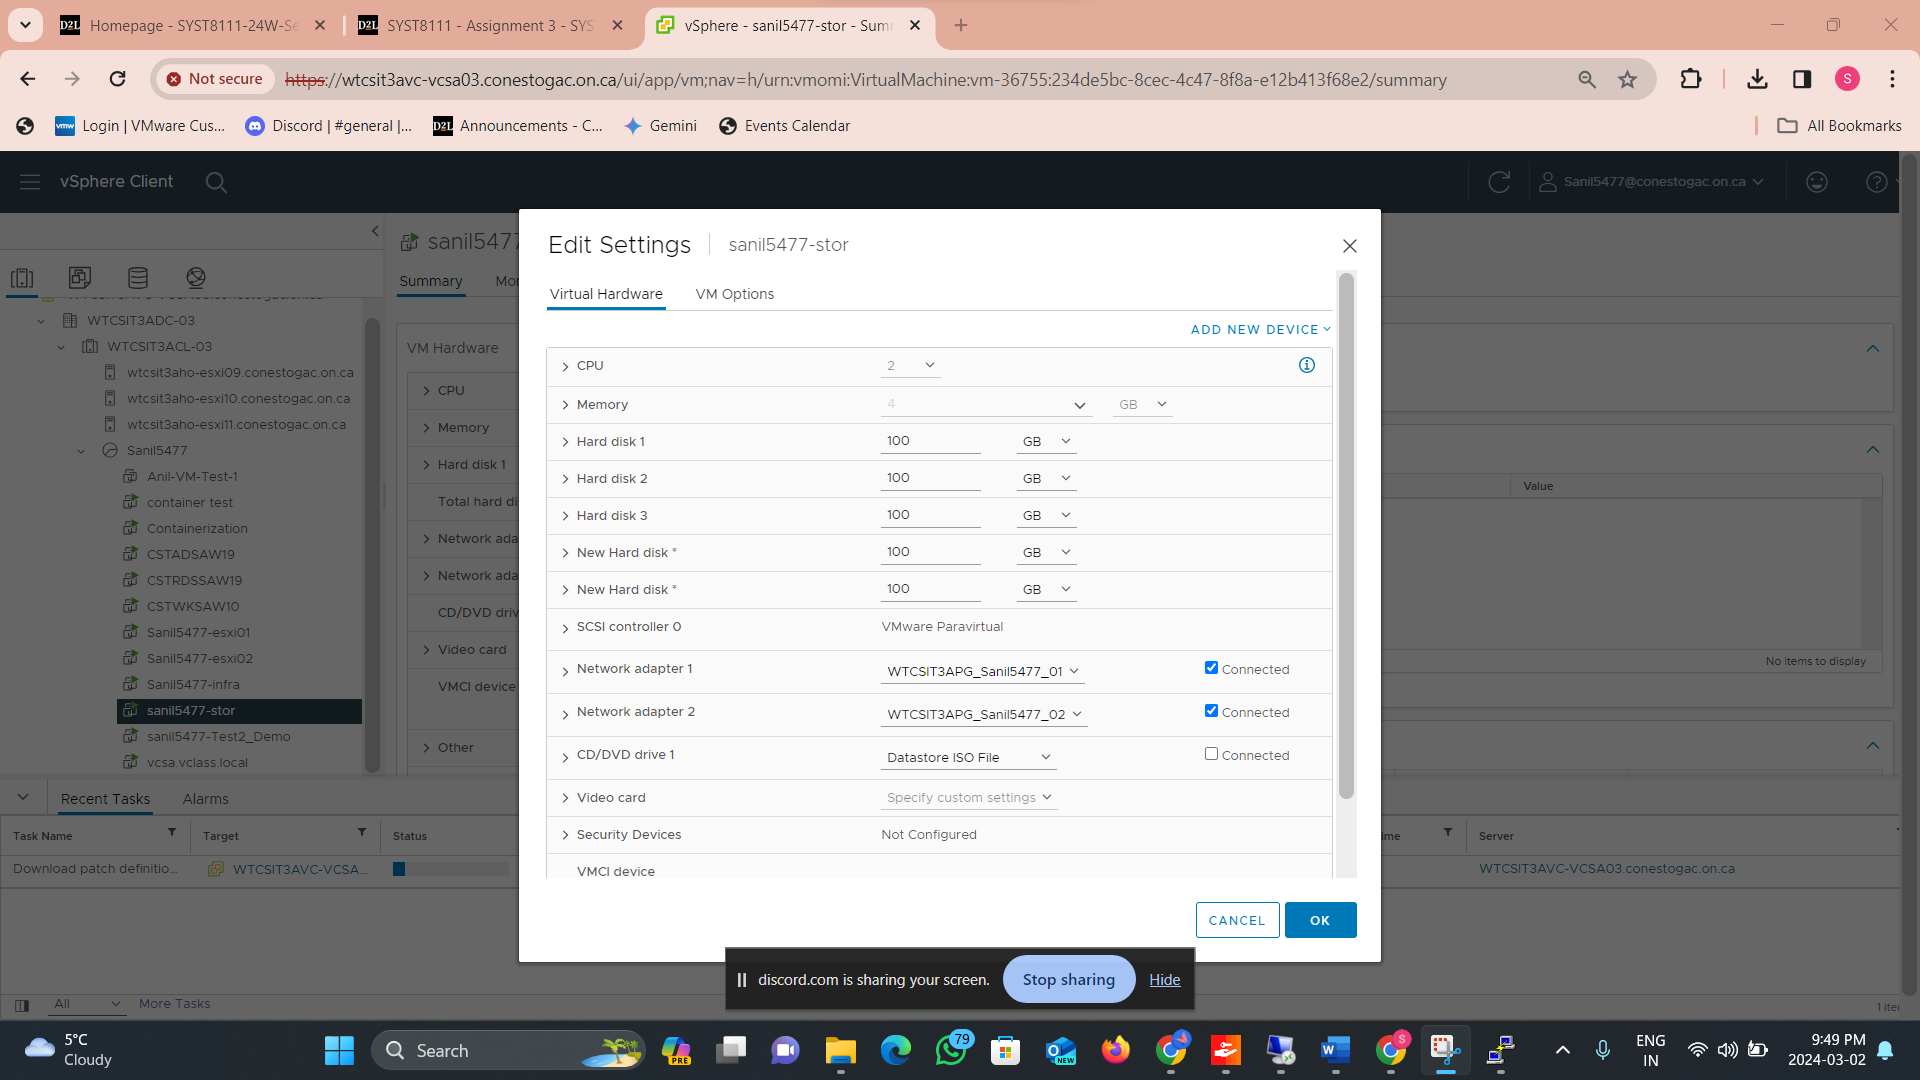 Homepage - SYST8111-24W-Se
SYST8111 - Assignment 3 - SYS
vSphere - sanil5477-stor - Sum
Not secure
https://wtcsit3avc-vcsa03.conestogac.on.ca/ui/app/vm;nav=h/urn:vmomi:VirtualMachine:vm-36755:234de5bc-8cec-4c47-8f8a-e12b413f68e2/summary
S
Login | VMware Cus...
Discord | #general |...
Announcements - C...
Gemini
Events Calendar
All Bookmarks
vSphere Client
Sanil5477@conestogac.on.ca
WTCSIT3ADC-03
WTCSIT3ACL-03
wtcsit3aho-esxi09.conestogac.on.ca
wtcsit3aho-esxi10.conestogac.on.ca
wtcsit3aho-esxi11.conestogac.on.ca
Sanil5477
Anil-VM-Test-1
container test
Containerization
CSTADSAW19
CSTRDSSAW19
CSTWKSAW10
Sanil5477-esxi01
Sanil5477-esxi02
Sanil5477-infra
sanil5477-stor
sanil5477-Test2_Demo
vcsa.vclass.local
sanil5477
Summary
Mo
VM Hardware
CPU
Memory
Hard disk 1
Total hard di
Network ada
Network ada
CD/DVD driv
Video card
VMCI device
Other
Edit Settings
sanil5477-stor
Virtual Hardware
VM Options
ADD NEW DEVICE
CPU 2
Memory 4 GB
Hard disk 1 100 GB
Hard disk 2 100 GB
Hard disk 3 100 GB
New Hard disk * 100 GB
New Hard disk * 100 GB
SCSI controller 0 VMware Paravirtual
Network adapter 1 WTCSIT3APG_Sanil5477_01 Connected
Network adapter 2 WTCSIT3APG_Sanil5477_02 Connected
CD/DVD drive 1 Datastore ISO File Connected
Video card Specify custom settings
Security Devices Not Configured
VMCI device
CANCEL
OK
Value
No items to display
Recent Tasks
Alarms
Task Name
Target
Status
ime
Server
Download patch definitio...
WTCSIT3AVC-VCSA...
WTCSIT3AVC-VCSA03.conestogac.on.ca
All
More Tasks
1 ite
discord.com is sharing your screen.
Stop sharing
Hide
5°C
Cloudy
Search
PRE
79
NEW
S
ENG
IN
9:49 PM
2024-03-02